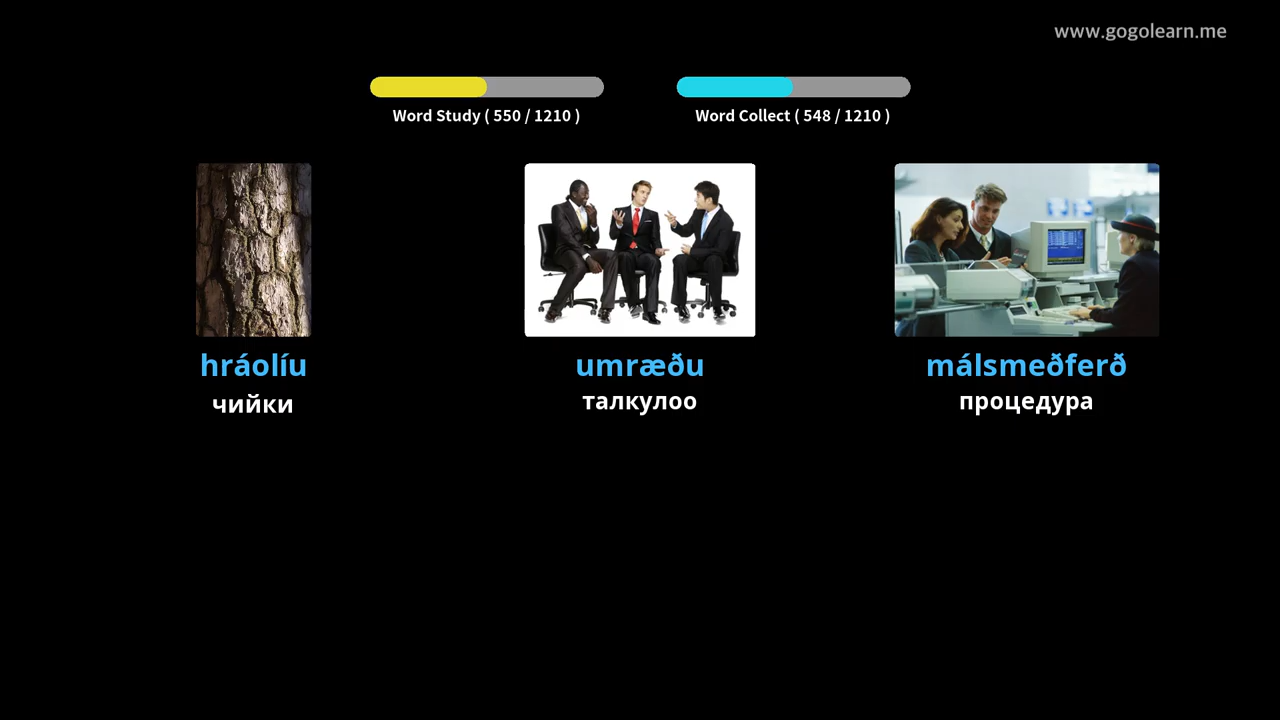 www.gogolearn.me
Word Study ( 550 / 1210 )
Word Collect ( 548 / 1210 )
hráolíu
чийки
umræðu
талкулоо
málsmeðferð
процедура